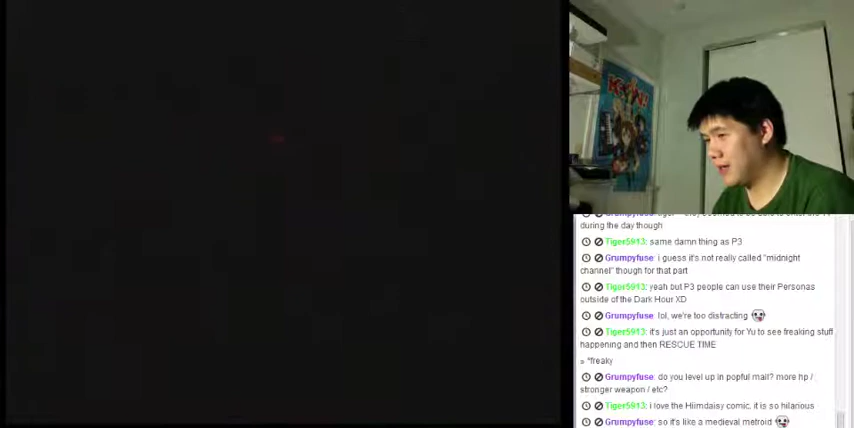 K-ON!
during the day though
Tiger5913: same damn thing as P3
Grumpyfuse: i guess it's not really called "midnight
channel" though for that part
Tiger5913: yeah but P3 people can use their Personas
outside of the Dark Hour XD
Grumpyfuse: lol, we're too distracting
Tiger5913: it's just an opportunity for Yu to see freaking stuff
happening and then RESCUE TIME
» *freaky
Grumpyfuse: do you level up in popful mail? more hp /
stronger weapon / etc?
Tiger5913: i love the Hiimdaisy comic, it is so hilarious
Grumpyfuse: so it's like a medieval metroid